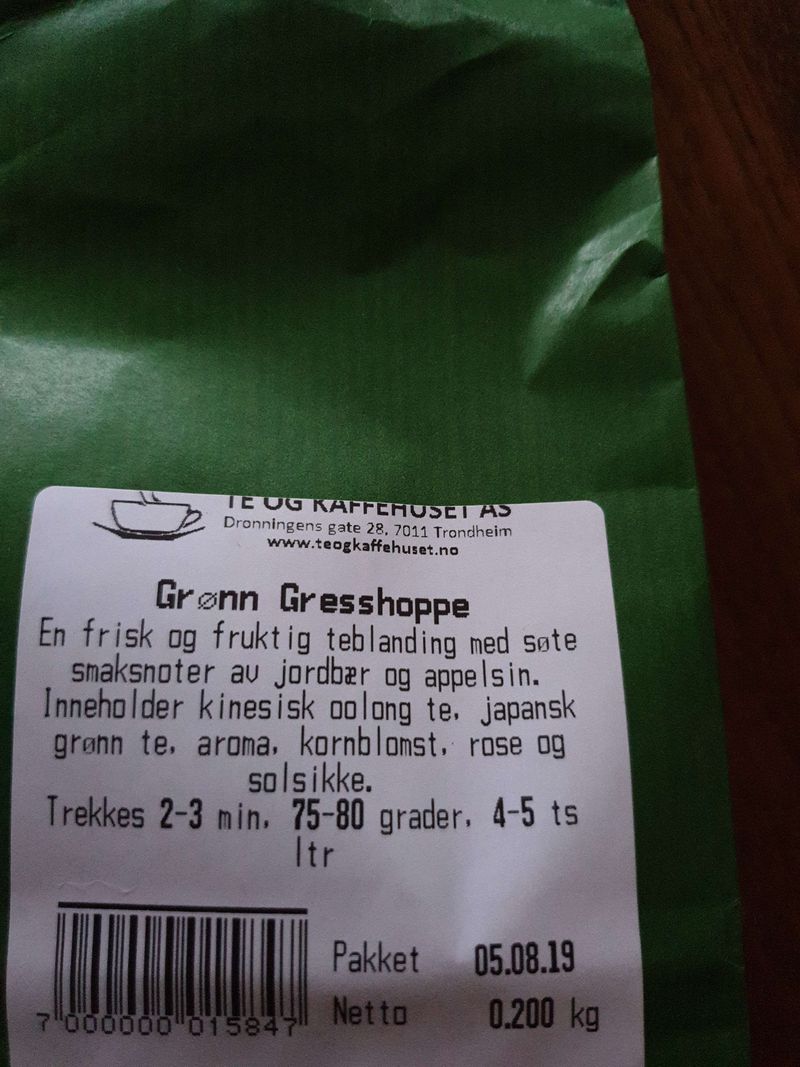 TE OG KAFFEHUSET AS
Dronningens gate 28, 7011 Trondheim
www.teogkaffehuset.no
Grønn Gresshoppe
En frisk og fruktig teblanding med søte
smaksnoter av jordbær og appelsin.
Inneholder kinesisk oolong te, japansk
grønn te, aroma, kornblomst, rose og
solsikke.
Trekkes 2-3 min, 75-80 grader, 4-5 ts
ltr
Pakket 05.08.19
Netto 0.200 kg
7 000000 015847